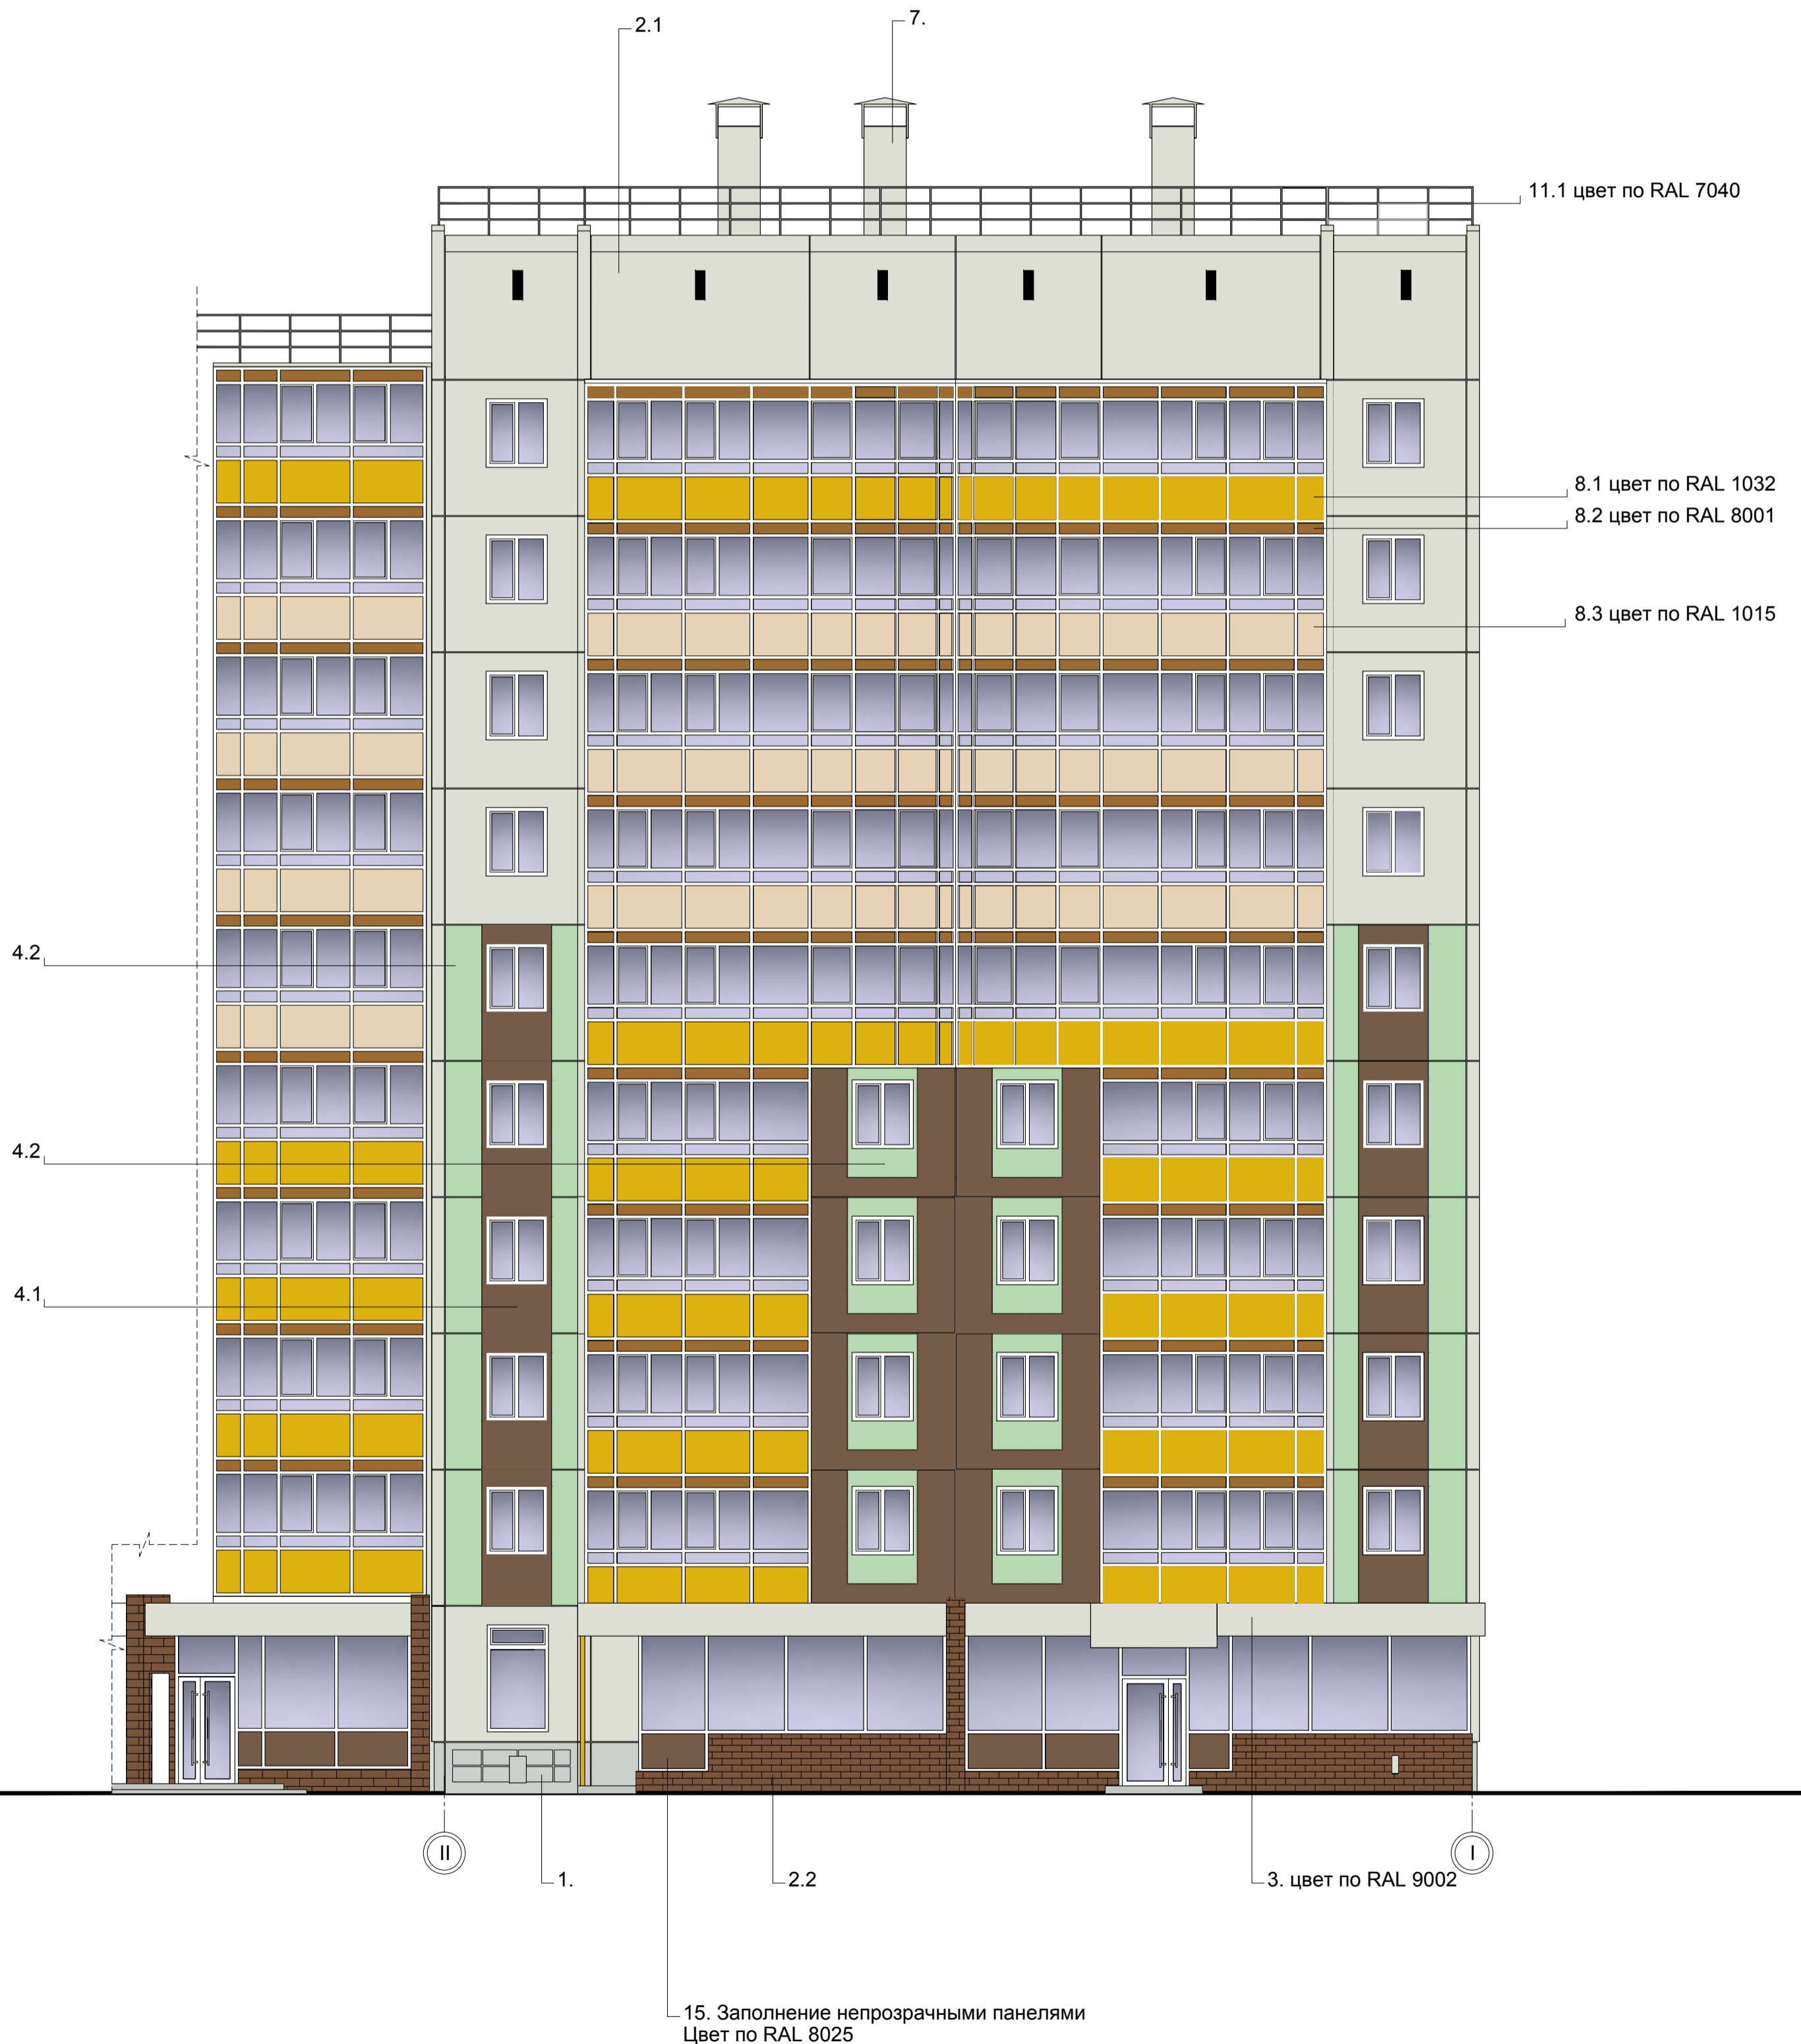 2.1
7.
11.1 цвет по RAL 7040
8.1 цвет по RAL 1032
8.2 цвет по RAL 8001
8.3 цвет по RAL 1015
4.2
4.2
4.1
II
I
1.
2.2
3. цвет по RAL 9002
15. Заполнение непрозрачными панелями
Цвет по RAL 8025